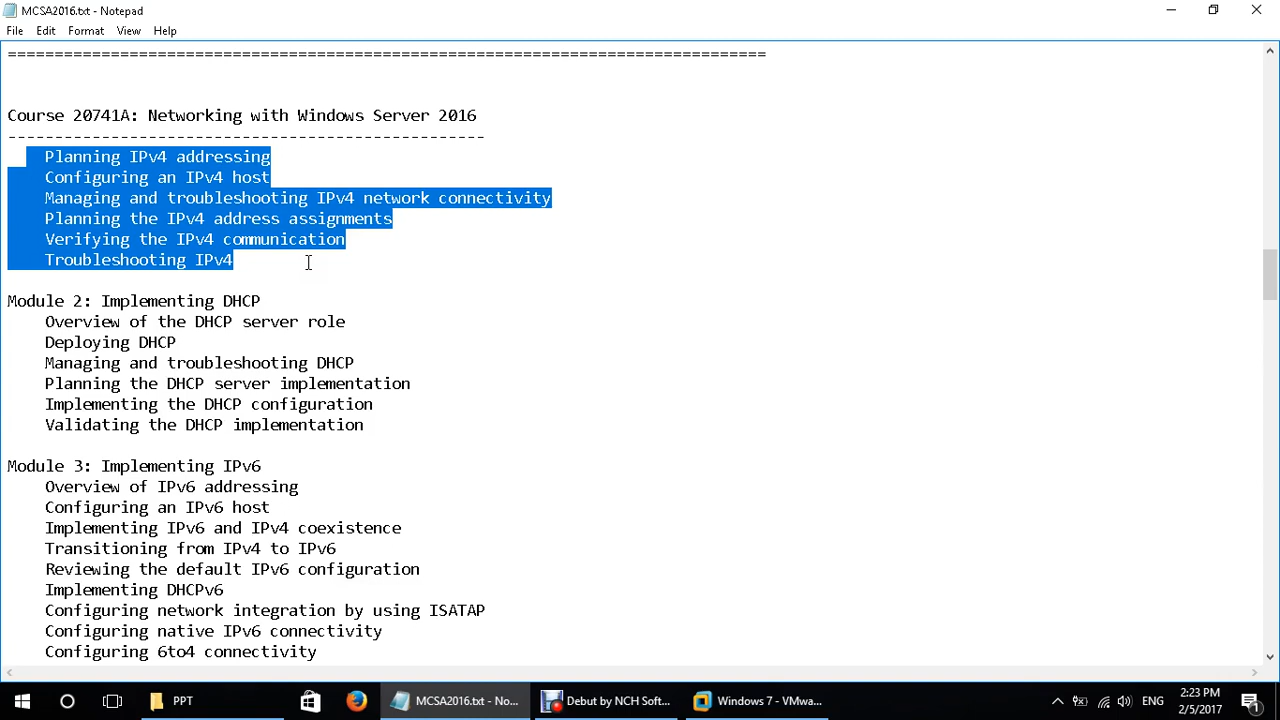 MCSA2016.txt - Notepad
File Edit Format View Help
=================================================================================
Course 20741A: Networking with Windows Server 2016
---------------------------------------------------
Planning IPv4 addressing
Configuring an IPv4 host
Managing and troubleshooting IPv4 network connectivity
Planning the IPv4 address assignments
Verifying the IPv4 communication
Troubleshooting IPv4
Module 2: Implementing DHCP
Overview of the DHCP server role
Deploying DHCP
Managing and troubleshooting DHCP
Planning the DHCP server implementation
Implementing the DHCP configuration
Validating the DHCP implementation
Module 3: Implementing IPv6
Overview of IPv6 addressing
Configuring an IPv6 host
Implementing IPv6 and IPv4 coexistence
Transitioning from IPv4 to IPv6
Reviewing the default IPv6 configuration
Implementing DHCPv6
Configuring network integration by using ISATAP
Configuring native IPv6 connectivity
Configuring 6to4 connectivity
PPT MCSA2016.txt - No... Debut by NCH Soft... Windows 7 - VMwa... ENG 2:23 PM
2/5/2017